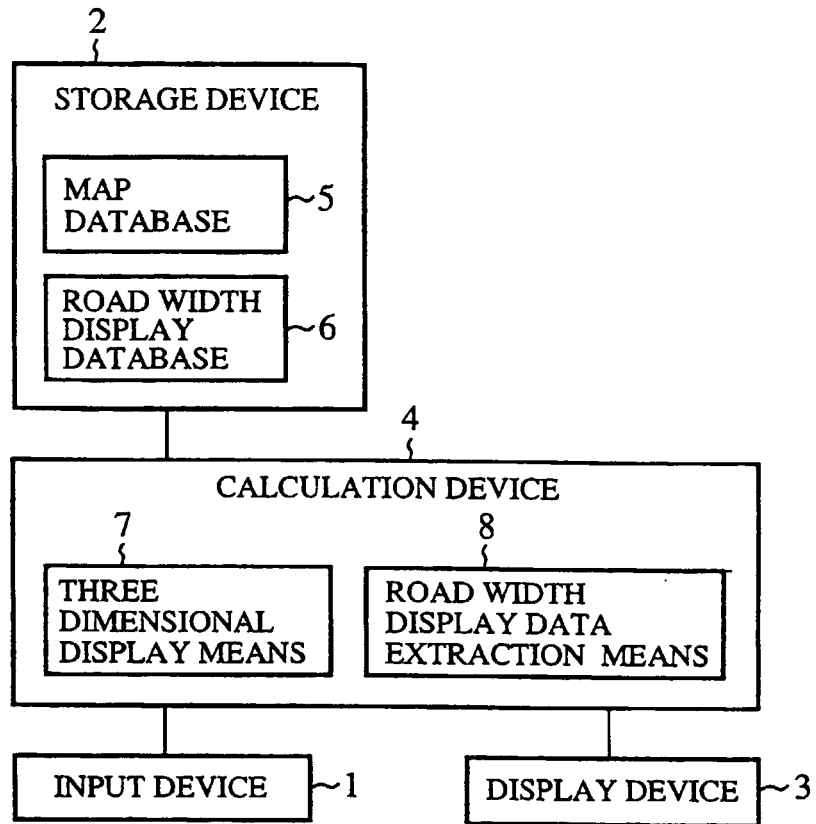 2
STORAGE DEVICE
MAP
DATABASE
5
ROAD WIDTH
DISPLAY
DATABASE
6
4
CALCULATION DEVICE
7
THREE
DIMENSIONAL
DISPLAY MEANS
8
ROAD WIDTH
DISPLAY DATA
EXTRACTION MEANS
INPUT DEVICE
1
DISPLAY DEVICE
3